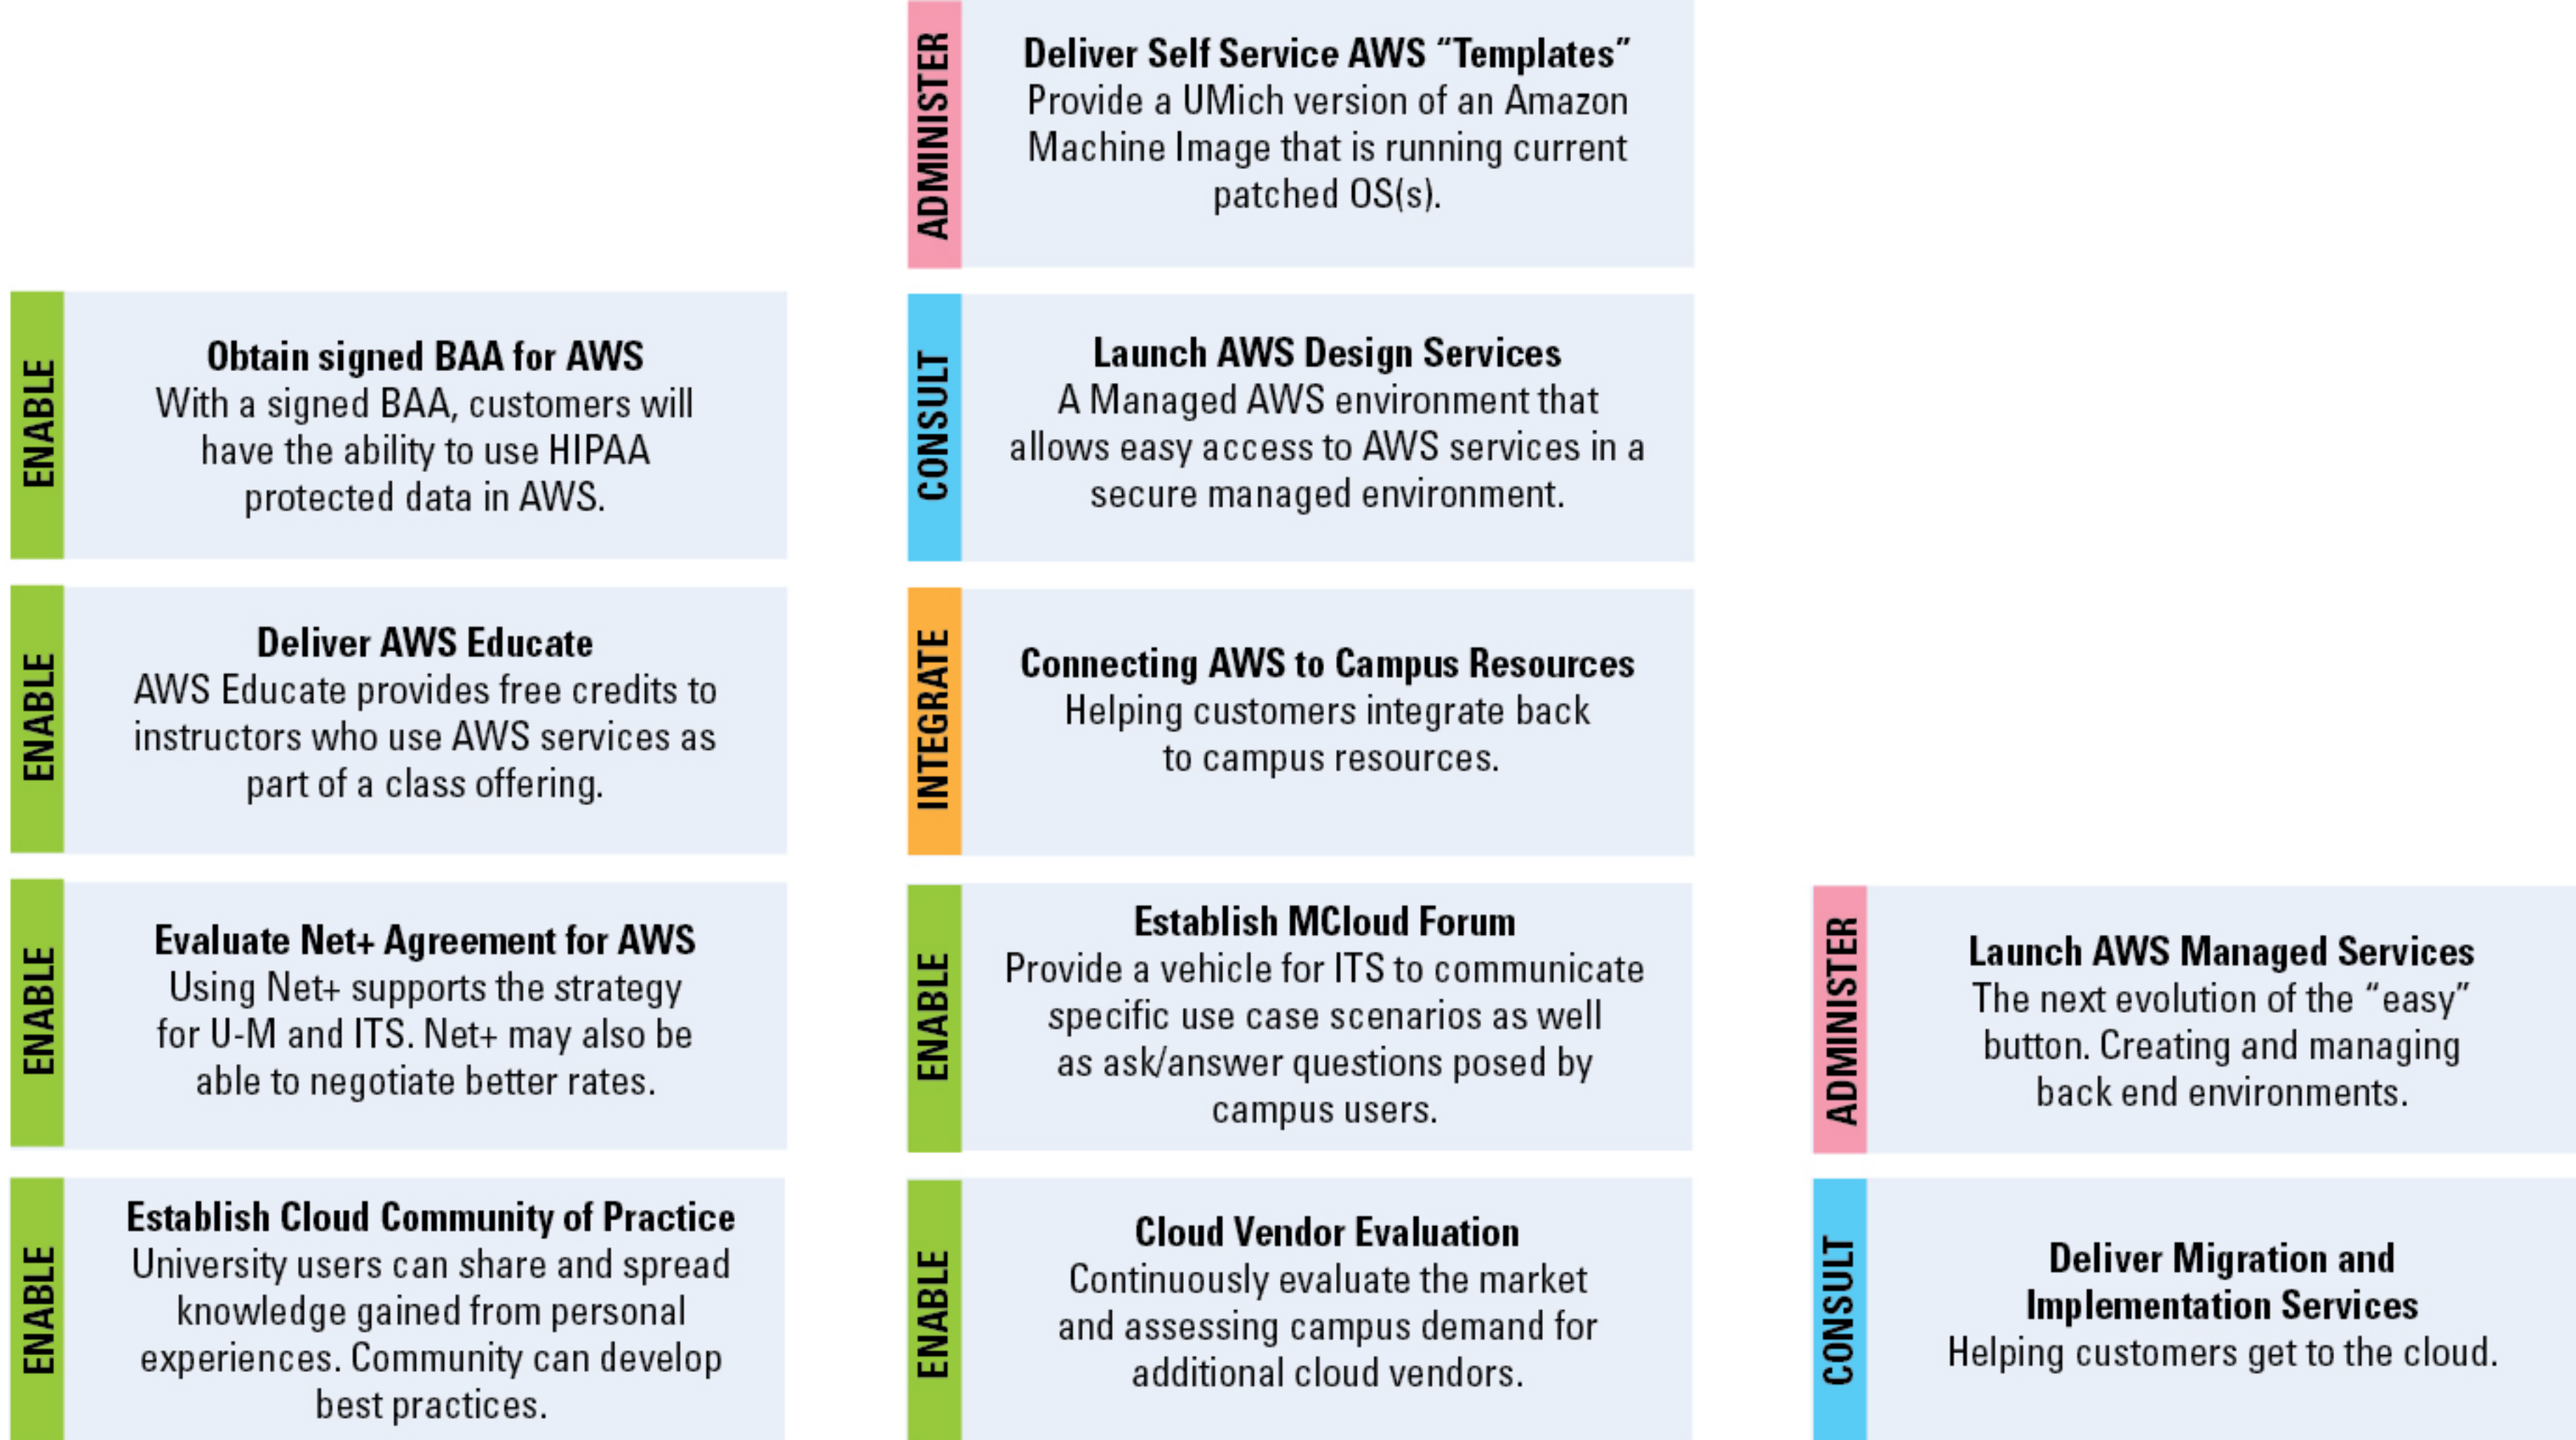 ENABLE
Obtain signed BAA for AWS
With a signed BAA, customers will
have the ability to use HIPAA
protected data in AWS.
ENABLE
Deliver AWS Educate
AWS Educate provides free credits to
instructors who use AWS services as
part of a class offering.
ENABLE
Evaluate Net+ Agreement for AWS
Using Net+ supports the strategy
for U-M and ITS. Net+ may also be
able to negotiate better rates.
ENABLE
Establish Cloud Community of Practice
University users can share and spread
knowledge gained from personal
experiences. Community can develop
best practices.
ADMINISTER
Deliver Self Service AWS “Templates”
Provide a UMich version of an Amazon
Machine Image that is running current
patched OS(s).
CONSULT
Launch AWS Design Services
A Managed AWS environment that
allows easy access to AWS services in a
secure managed environment.
INTEGRATE
Connecting AWS to Campus Resources
Helping customers integrate back
to campus resources.
ENABLE
Establish MCloud Forum
Provide a vehicle for ITS to communicate
specific use case scenarios as well
as ask/answer questions posed by
campus users.
ENABLE
Cloud Vendor Evaluation
Continuously evaluate the market
and assessing campus demand for
additional cloud vendors.
ADMINISTER
Launch AWS Managed Services
The next evolution of the “easy”
button. Creating and managing
back end environments.
CONSULT
Deliver Migration and
Implementation Services
Helping customers get to the cloud.